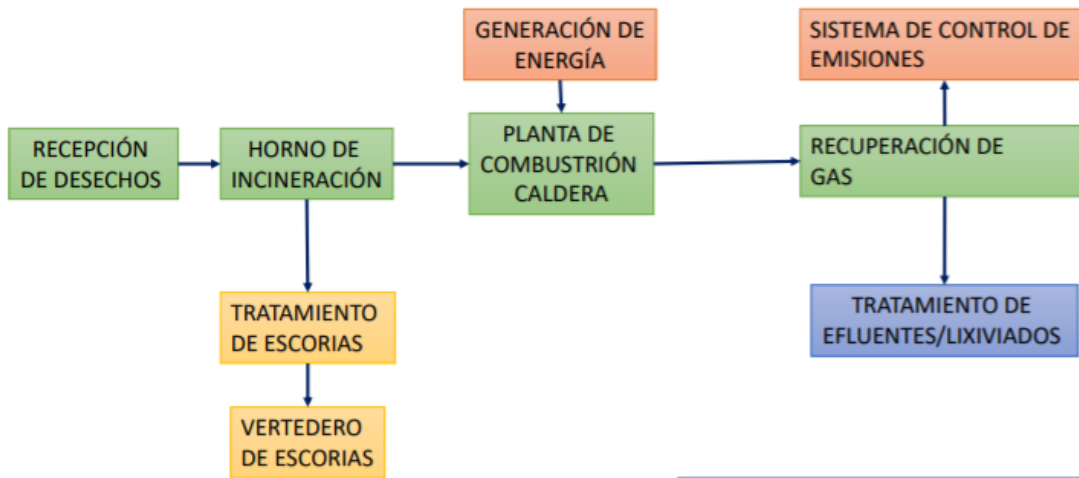 GENERACIÓN DE
ENERGÍA
SISTEMA DE CONTROL DE
EMISIONES
RECEPCIÓN
DE DESECHOS
HORNO DE
INCINERACIÓN
PLANTA DE
COMBUSTRIÓN
CALDERA
RECUPERACIÓN DE
GAS
TRATAMIENTO
DE ESCORIAS
TRATAMIENTO DE
EFLUENTES/LIXIVIADOS
VERTEDERO
DE ESCORIAS